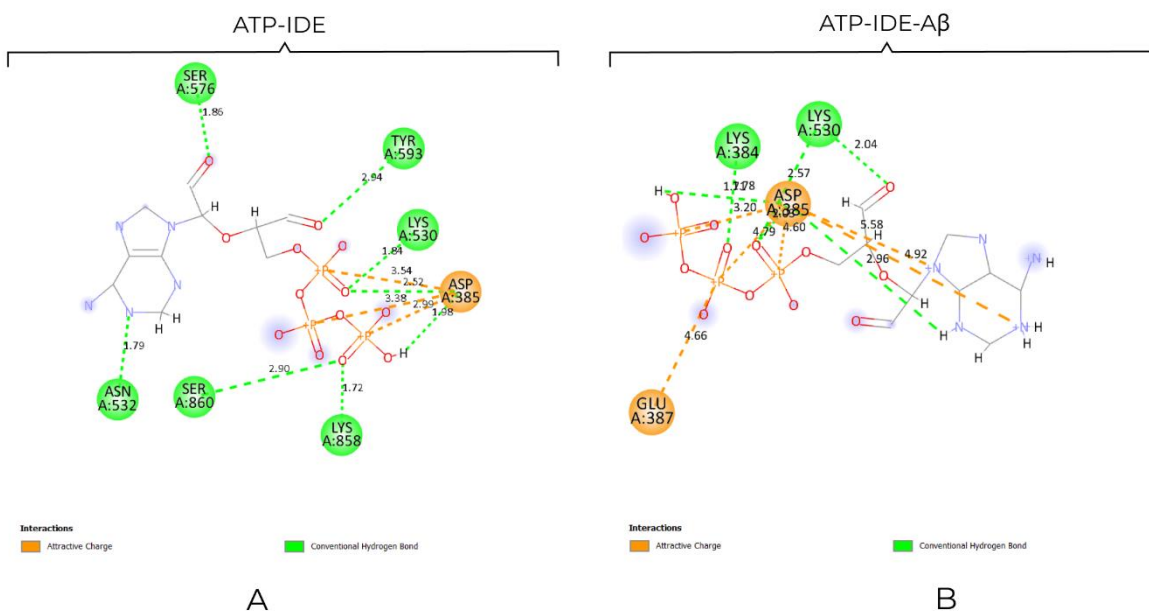 ATP-IDE
SER
A:576
1.86
TYR
A:593
2.94
LYS
A:530
1.84
3.54
2.52
ASP
A:385
3.38
2.99
1.98
H
O
O
N
N
H
O
O
O
+P
O
O
N
N
N
N
H
H
O
+P
O
O
+P
O
O
O
H
1.79
2.90
1.72
ASN
A:532
SER
A:860
LYS
A:858
Interactions
Attractive Charge
Conventional Hydrogen Bond
A
ATP-IDE-Aβ
LYS
A:384
LYS
A:530
2.04
2.57
1.78
ASP
A:385
3.20
4.79
4.60
5.58
4.92
2.96
4.66
H
O
O
+P
O
O
O
+P
O
O
O
+P
O
O
O
H
H
O
H
O
+N
N
N
H
H
N
H
+N
H
H
GLU
A:387
Interactions
Attractive Charge
Conventional Hydrogen Bond
B